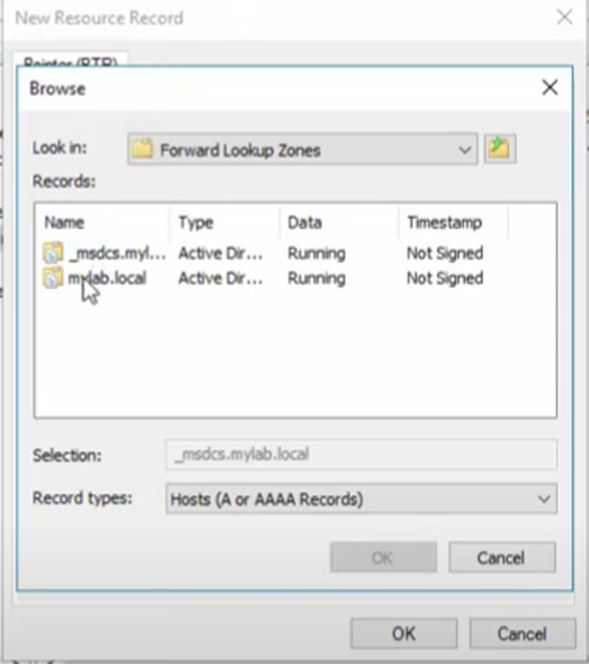 New Resource Record
Pointer (PTR)
Browse
Look in: Forward Lookup Zones
Records:
Name Type Data Timestamp
_msdcs.myl... Active Dir... Running Not Signed
mylab.local Active Dir... Running Not Signed
Selection: _msdcs.mylab.local
Record types: Hosts (A or AAAA Records)
OK Cancel
OK Cancel